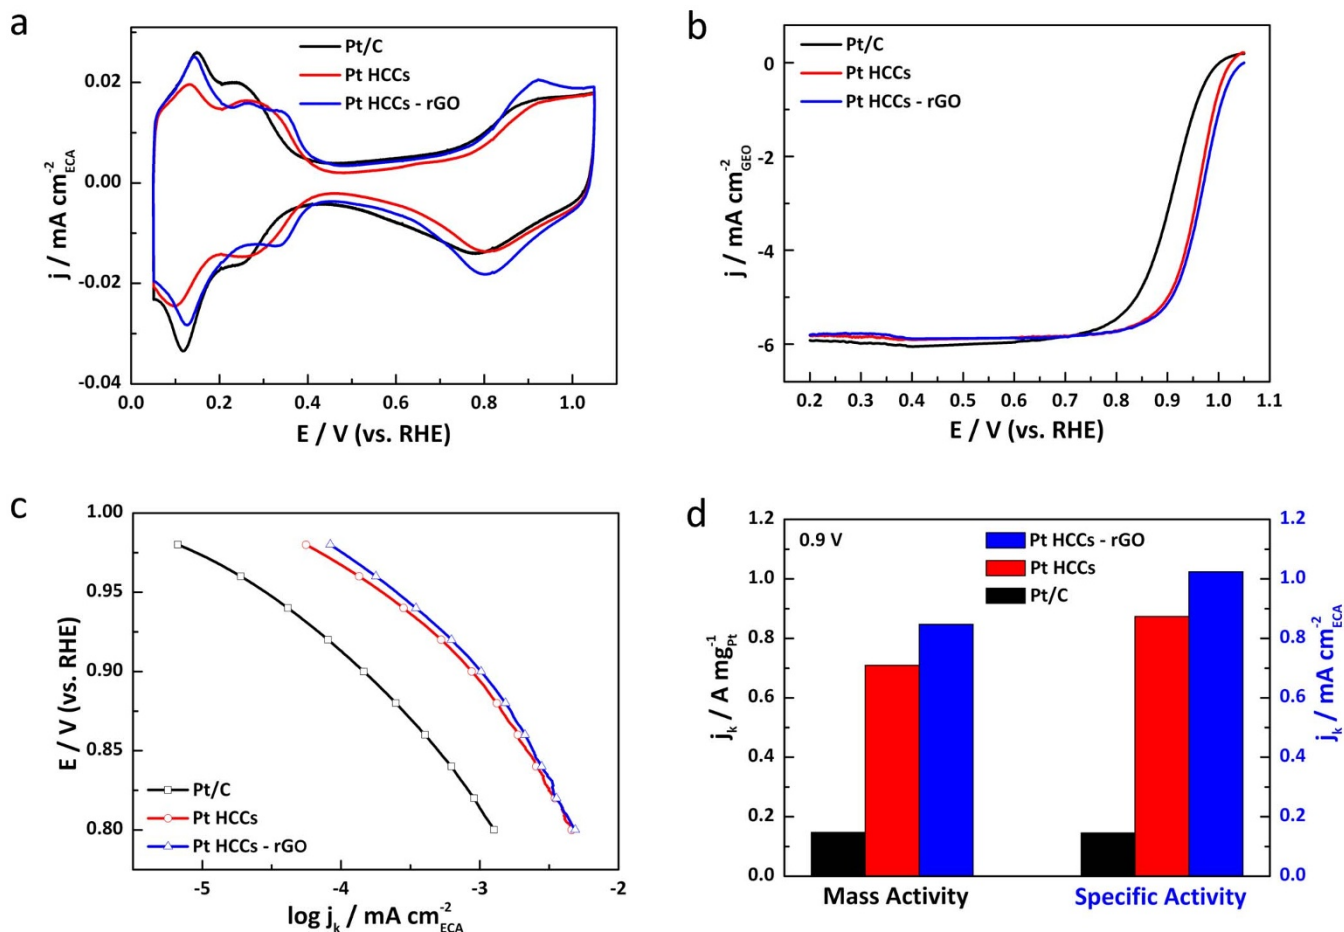 a
Pt/C
Pt HCCs
Pt HCCs - rGO
j / mA cm⁻²ECA
0.02
0.00
-0.02
-0.04
0.0 0.2 0.4 0.6 0.8 1.0
E / V (vs. RHE)
b
Pt/C
Pt HCCs
Pt HCCs - rGO
j / mA cm⁻²GEO
0
-2
-4
-6
0.2 0.3 0.4 0.5 0.6 0.7 0.8 0.9 1.0 1.1
E / V (vs. RHE)
c
E / V (vs. RHE)
1.00
0.95
0.90
0.85
0.80
Pt/C
Pt HCCs
Pt HCCs - rGO
-5 -4 -3 -2
log jk / mA cm⁻²ECA
d
0.9 V
Pt HCCs - rGO
Pt HCCs
Pt/C
jk / A mg⁻¹Pt
1.2
1.0
0.8
0.6
0.4
0.2
0.0
Mass Activity
Specific Activity
1.2
1.0
0.8
0.6
0.4
0.2
0.0
jk / mA cm⁻²ECA